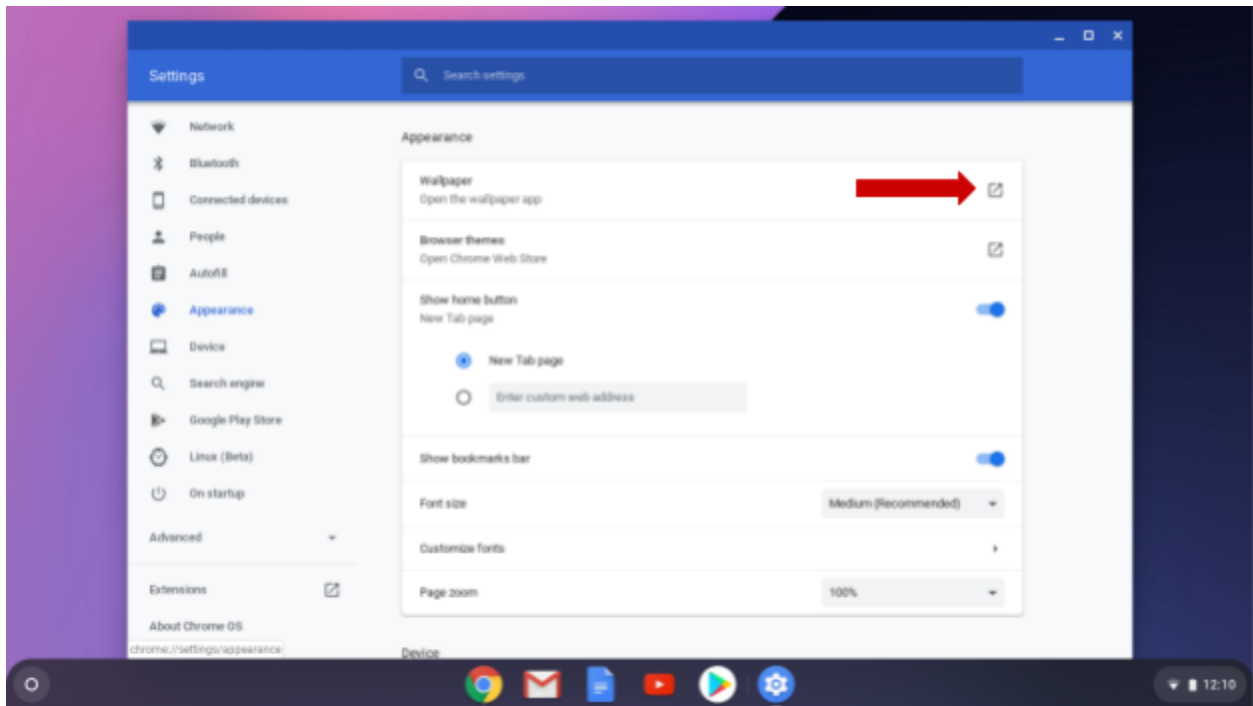 Settings
Search settings
Network
Bluetooth
Connected devices
People
Autofill
Appearance
Device
Search engine
Google Play Store
Linux (Beta)
On startup
Advanced
Extensions
About Chrome OS
chrome://settings/appearance
Appearance
Wallpaper
Open the wallpaper app
Browser themes
Open Chrome Web Store
Show home button
New Tab page
New Tab page
Enter custom web address
Show bookmarks bar
Font size
Medium (Recommended)
Customize fonts
Page zoom
100%
Device
12:10